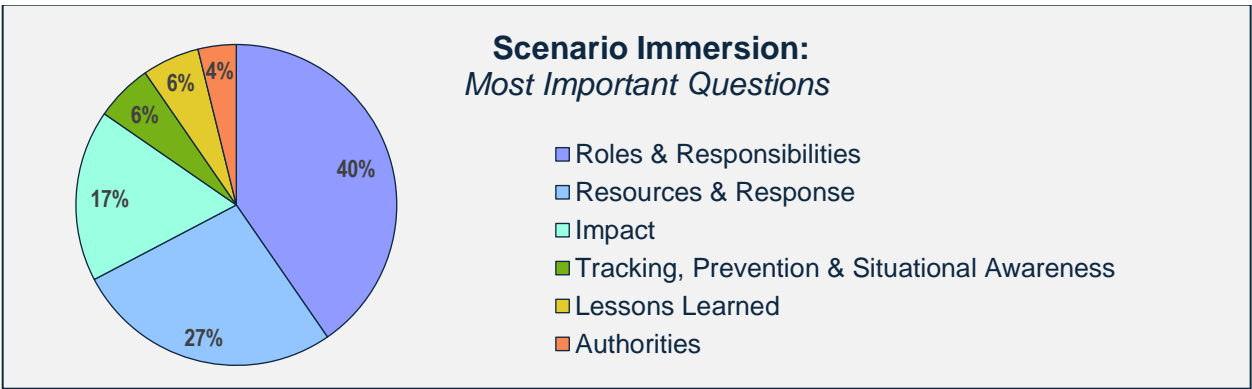 Scenario Immersion:
Most Important Questions
40%
27%
17%
6%
6%
4%
Roles & Responsibilities
Resources & Response
Impact
Tracking, Prevention & Situational Awareness
Lessons Learned
Authorities